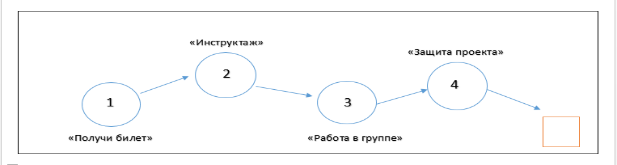 «Инструктаж»
«Защита проекта»
2
4
1
3
«Получи билет»
«Работа в группе»